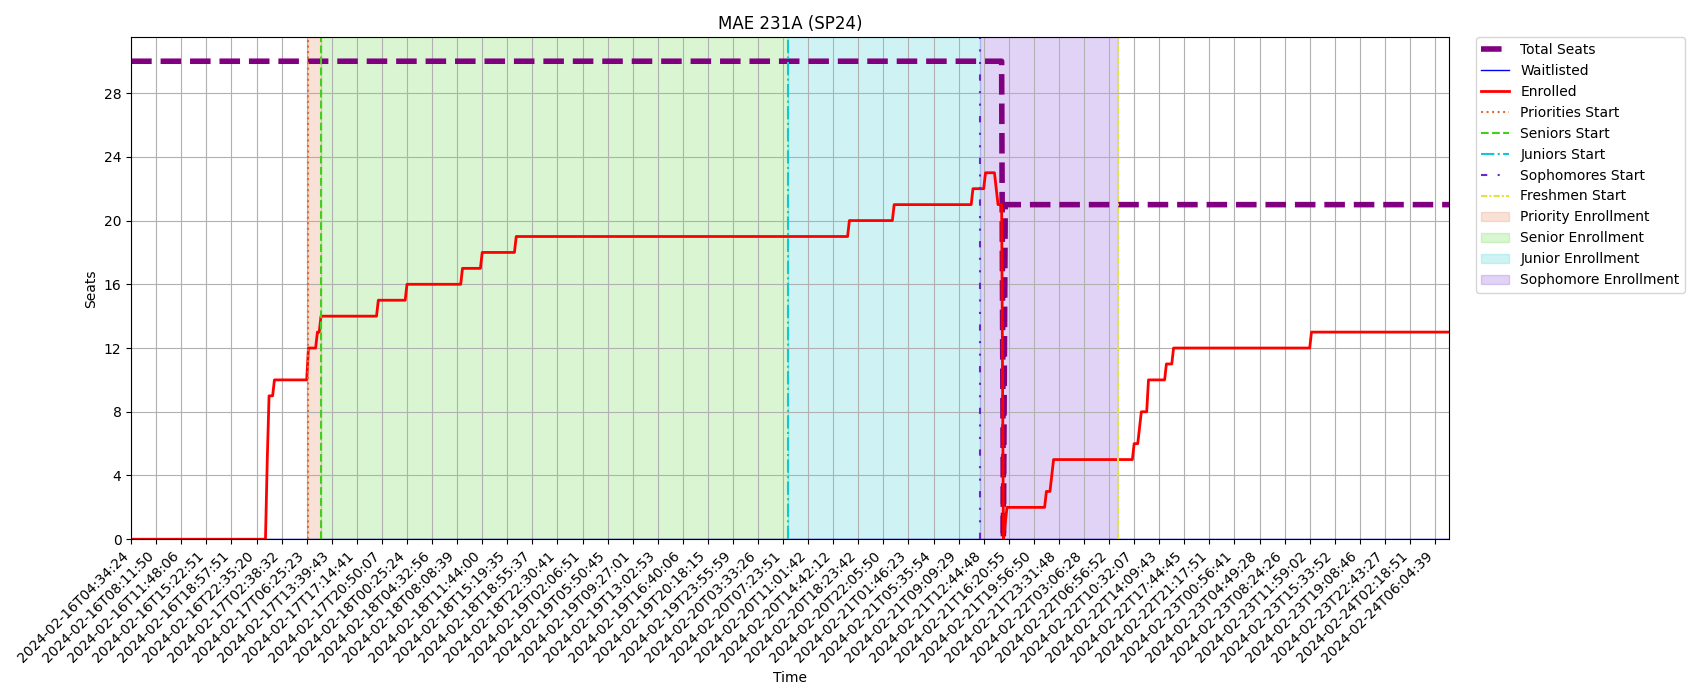 MAE 231A (SP24)
Total Seats
Waitlisted
Enrolled
Priorities Start
Seniors Start
Juniors Start
Sophomores Start
Freshmen Start
Priority Enrollment
Senior Enrollment
Junior Enrollment
Sophomore Enrollment
Seats
28
24
20
16
12
8
4
0
2024-02-16T04:34:24
2024-02-16T08:11:50
2024-02-16T11:48:06
2024-02-16T15:22:51
2024-02-16T18:57:51
2024-02-16T22:35:20
2024-02-17T02:38:32
2024-02-17T06:25:23
2024-02-17T13:39:43
2024-02-17T17:14:41
2024-02-17T20:50:07
2024-02-18T00:25:24
2024-02-18T04:32:56
2024-02-18T08:08:39
2024-02-18T11:44:00
2024-02-18T15:19:35
2024-02-18T18:55:37
2024-02-18T22:30:41
2024-02-19T02:06:51
2024-02-19T05:50:45
2024-02-19T09:27:01
2024-02-19T13:02:53
2024-02-19T16:40:06
2024-02-19T20:18:15
2024-02-19T23:55:59
2024-02-20T03:33:26
2024-02-20T07:23:51
2024-02-20T11:01:42
2024-02-20T14:42:12
2024-02-20T18:23:42
2024-02-20T22:05:50
2024-02-21T01:46:23
2024-02-21T05:35:54
2024-02-21T09:09:29
2024-02-21T12:44:48
2024-02-21T16:20:55
2024-02-21T19:56:50
2024-02-21T23:31:48
2024-02-22T03:06:28
2024-02-22T06:56:52
2024-02-22T10:32:07
2024-02-22T14:09:43
2024-02-22T17:44:45
2024-02-22T21:17:51
2024-02-23T00:56:41
2024-02-23T04:49:28
2024-02-23T08:24:26
2024-02-23T11:59:02
2024-02-23T15:33:52
2024-02-23T19:08:46
2024-02-23T22:43:27
2024-02-24T02:18:51
2024-02-24T06:04:39
Time